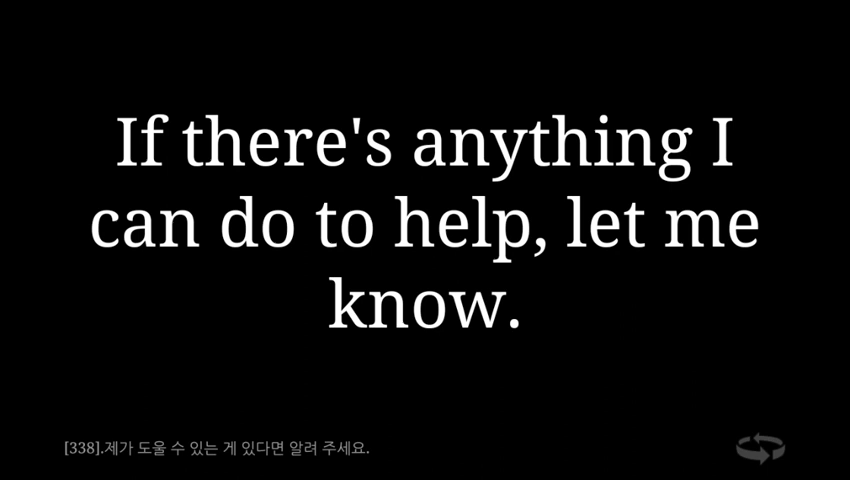 If there's anything I
can do to help, let me
know.
[338].제가 도울 수 있는 게 있다면 알려 주세요.